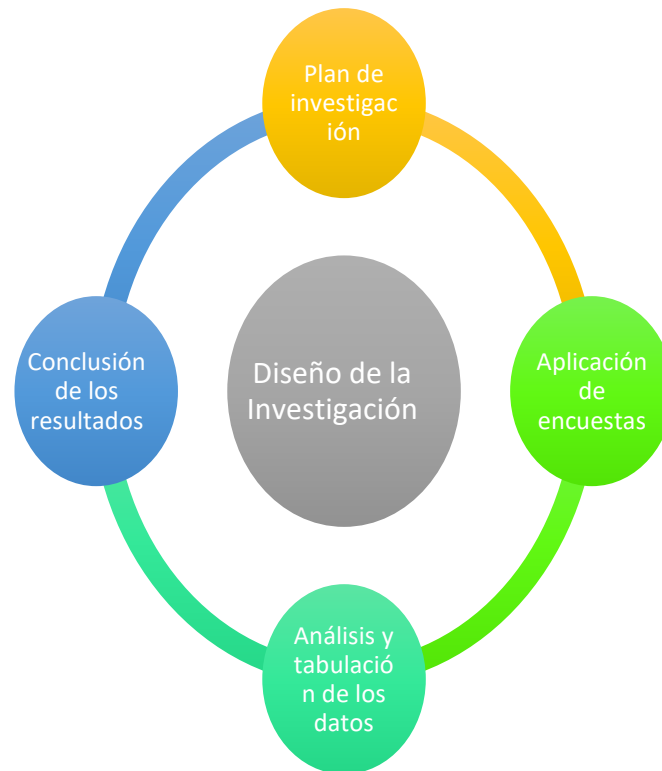 Plan de
investigac
ión
Diseño de la
Investigación
Aplicación
de
encuestas
Análisis y
tabulació
n de los
datos
Conclusión
de los
resultados